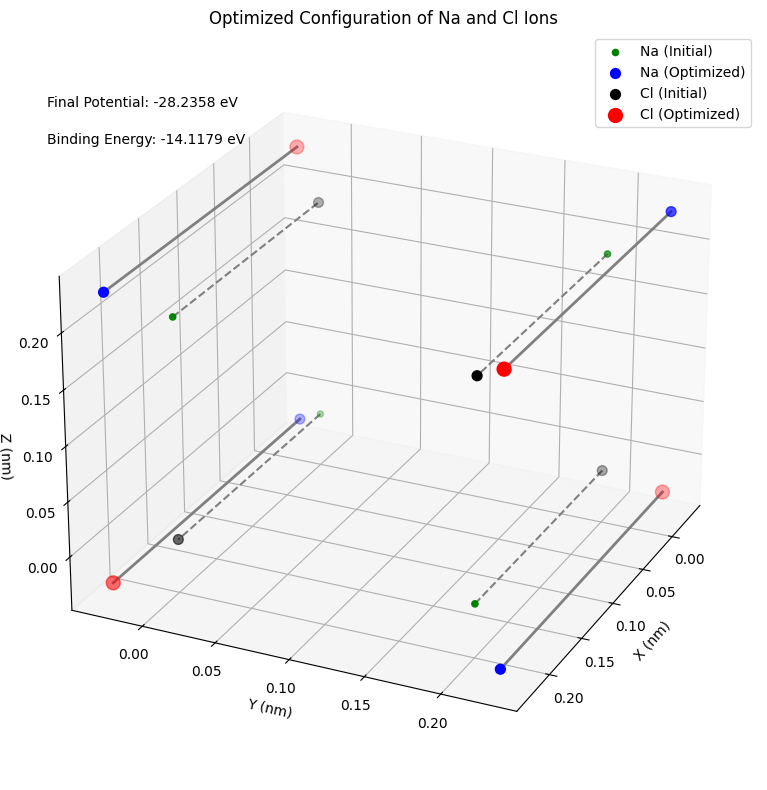 Optimized Configuration of Na and Cl Ions
Na (Initial)
Na (Optimized)
Cl (Initial)
Cl (Optimized)
Final Potential: -28.2358 eV
Binding Energy: -14.1179 eV
0.20
0.15
0.10
0.05
0.00
Z (nm)
0.00
0.05
0.10
0.15
0.20
Y (nm)
0.00
0.05
0.10
0.15
0.20
X (nm)